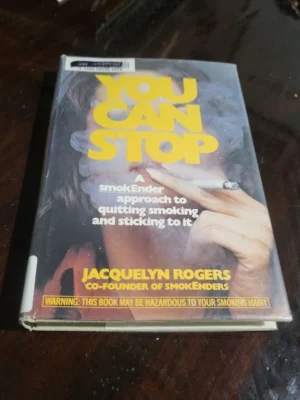 YOU
CAN
STOP
A
smokEnder
approach to
quitting smoking
and sticking to it
JACQUELYN ROGERS
CO-FOUNDER OF SMOKENDERS
WARNING: THIS BOOK MAY BE HAZARDOUS TO YOUR SMOKING HABIT